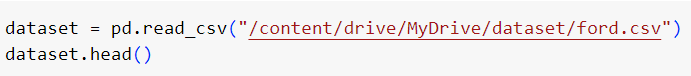 dataset = pd.read_csv("/content/drive/MyDrive/dataset/ford.csv")
dataset.head()